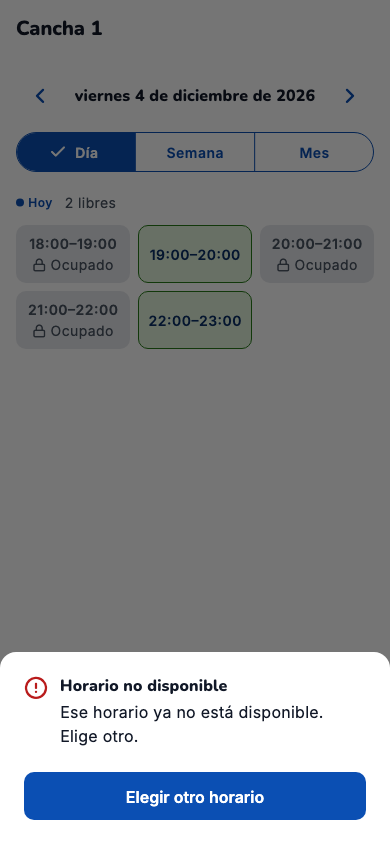 Cancha 1
viernes 4 de diciembre de 2026
Día
Semana
Mes
Hoy 2 libres
18:00–19:00
Ocupado
19:00–20:00
20:00–21:00
Ocupado
21:00–22:00
Ocupado
22:00–23:00
Horario no disponible
Ese horario ya no está disponible.
Elige otro.
Elegir otro horario